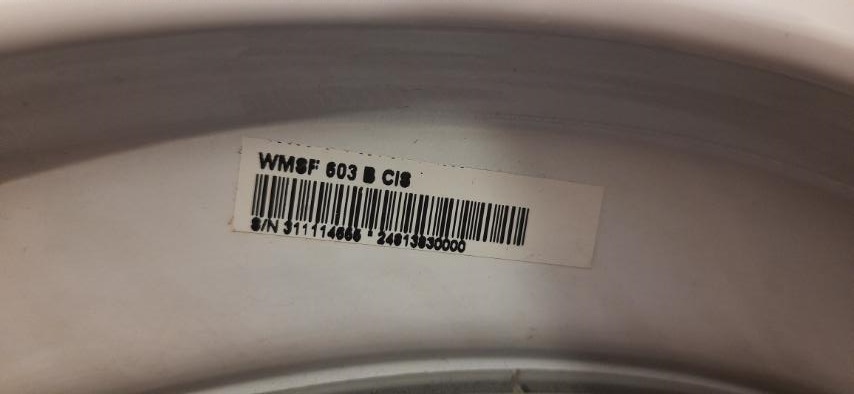 WMSF 603 B CIS
S/N 311114665 * 24613830000